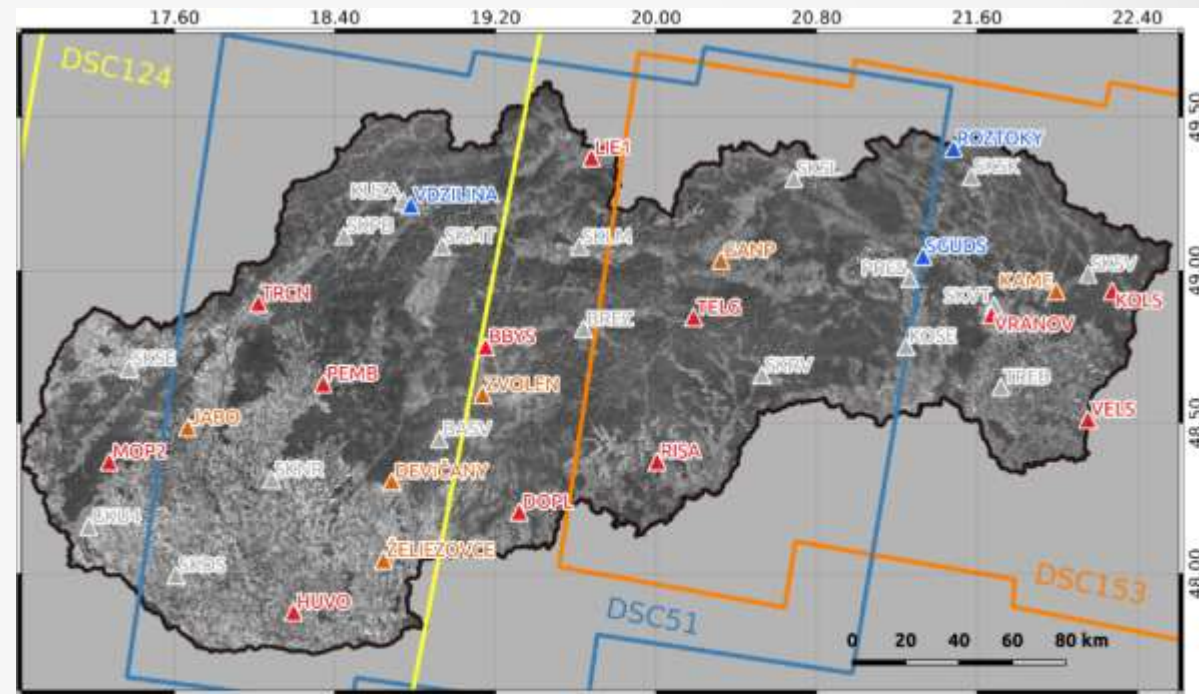 17.60 18.40 19.20 20.00 20.80 21.60 22.40
DSC124
49.50
LIE1
ROZTOKY
SKSL
SKSK
KUZA
VDZILINA
SKPB
SKMT
SKLM
GANP
SGUDS
PRES
SKSV
49.00
KAME
KOLS
TRCN
SKVT
VRANOV
TELG
BREZ
BBYS
KOSE
SKSE
PEMB
SKRV
TREB
ZVOLEN
JABO
VELS
48.50
BASV
MOP2
RISA
SKNR
DEVIČANY
DOPL
ŽELIEZOVCE
SKDS
48.00
DSC153
HUVO
DSC51
0 20 40 60 80 km